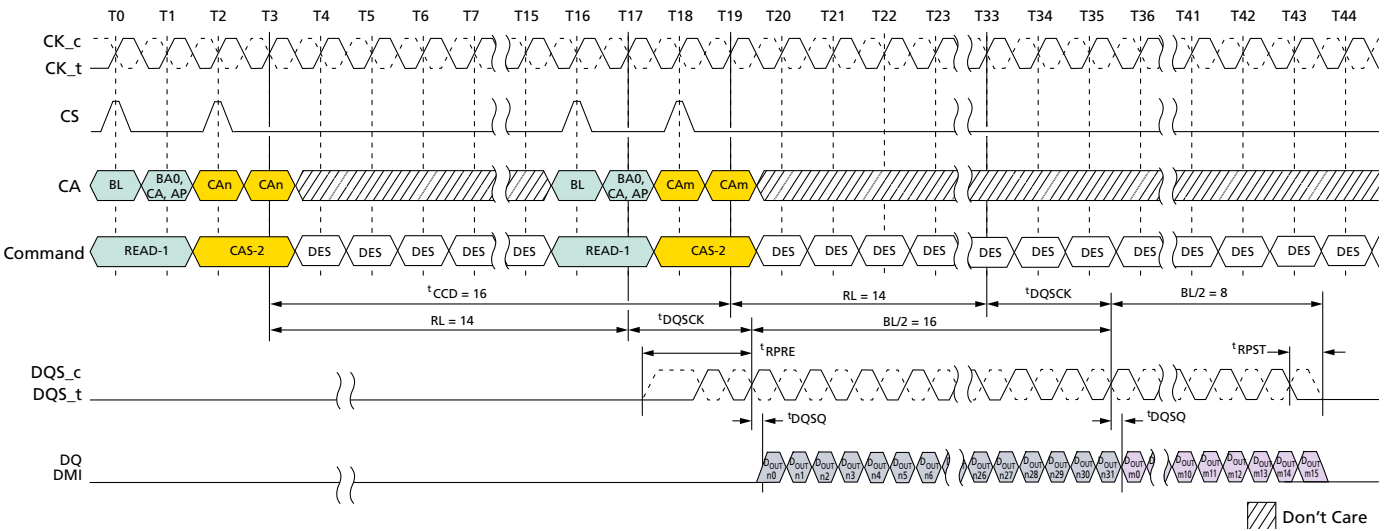 T0 T1 T2 T3 T4 T5 T6 T7 T15 T16 T17 T18 T19 T20 T21 T22 T23 T33 T34 T35 T36 T41 T42 T43 T44
CK_c
CK_t
CS
CA BL BA0, CA, AP CAn CAn BL BA0, CA, AP CAm CAm
Command READ-1 CAS-2 DES DES DES DES DES READ-1 CAS-2 DES DES DES DES DES DES DES DES DES DES DES DES
tCCD = 16 RL = 14 tDQSCK BL/2 = 8
RL = 14 tDQSCK BL/2 = 16
tRPRE tRPST
DQS_c
DQS_t
tDQSQ tDQSQ
DQ
DMI
DOUT n0 DOUT n1 DOUT n2 DOUT n3 DOUT n4 DOUT n5 DOUT n6 DOUT n26 DOUT n27 DOUT n28 DOUT n29 DOUT n30 DOUT n31 DOUT m0 DOUT m10 DOUT m11 DOUT m12 DOUT m13 DOUT m14 DOUT m15
Don't Care